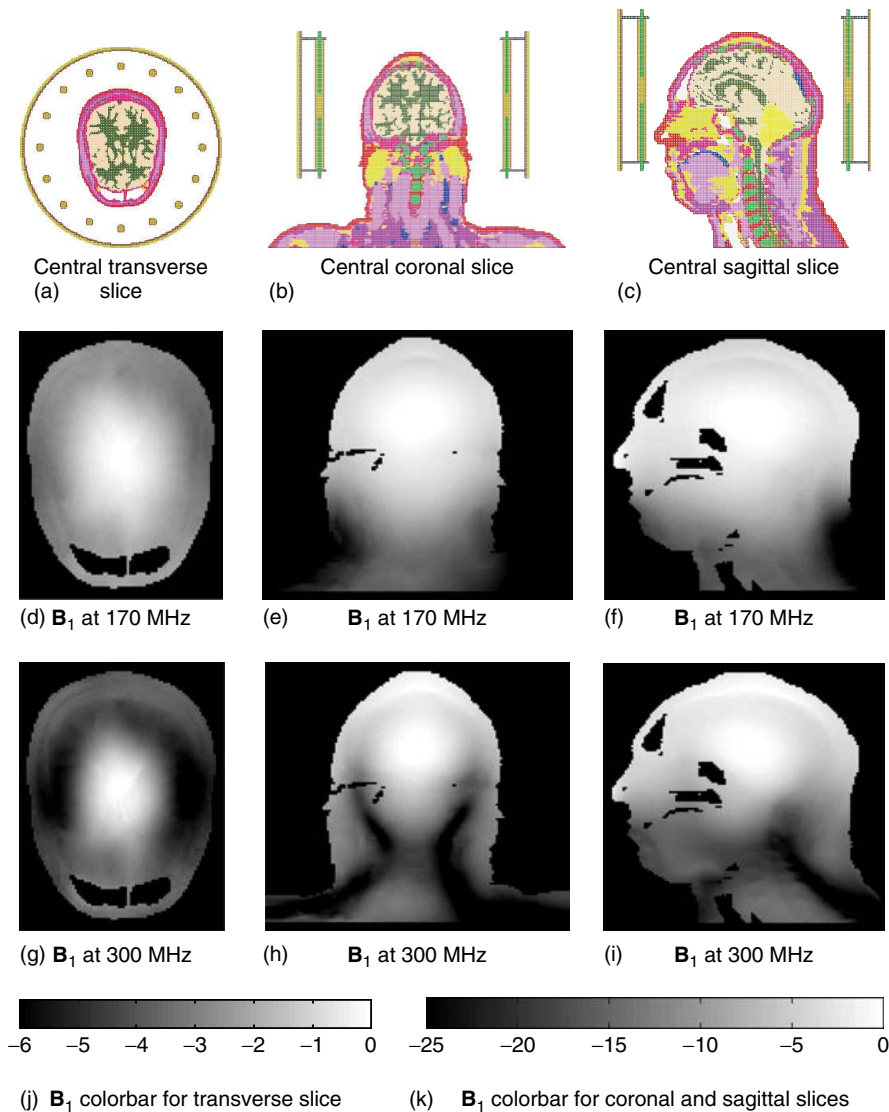 Central transverse
slice
(a)
Central coronal slice
(b)
Central sagittal slice
(c)
(d) B₁ at 170 MHz
(e) B₁ at 170 MHz
(f) B₁ at 170 MHz
(g) B₁ at 300 MHz
(h) B₁ at 300 MHz
(i) B₁ at 300 MHz
−6 −5 −4 −3 −2 −1 0
−25 −20 −15 −10 −5 0
(j) B₁ colorbar for transverse slice
(k) B₁ colorbar for coronal and sagittal slices